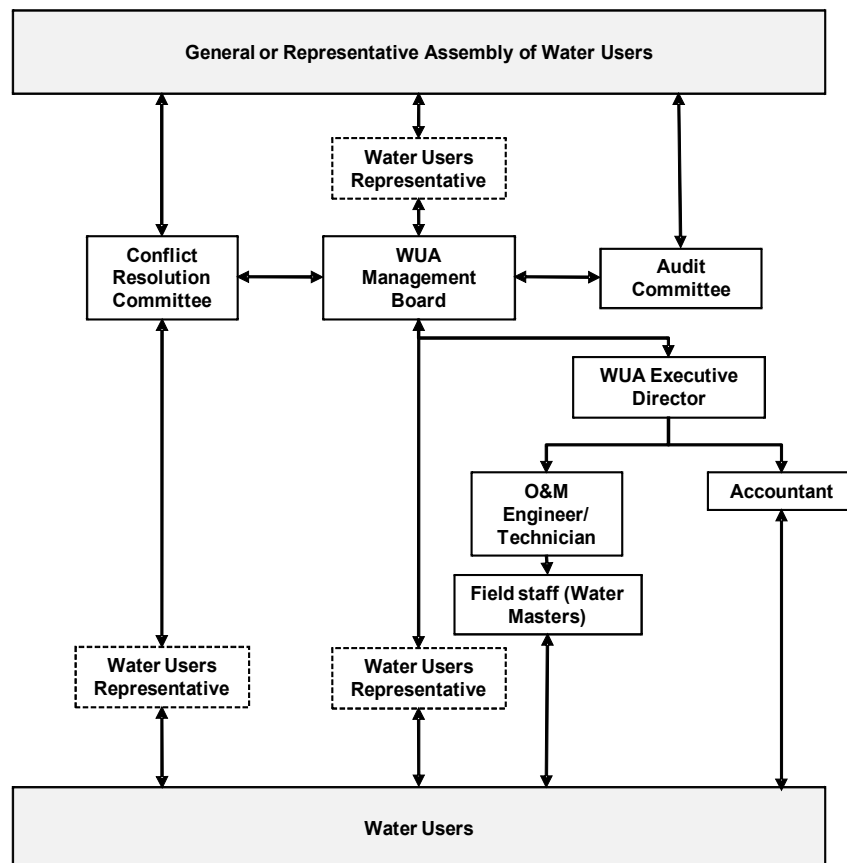 General or Representative Assembly of Water Users
Water Users
Representative
Conflict
Resolution
Committee
WUA
Management
Board
Audit
Committee
WUA Executive
Director
O&M
Engineer/
Technician
Accountant
Field staff (Water
Masters)
Water Users
Representative
Water Users
Representative
Water Users